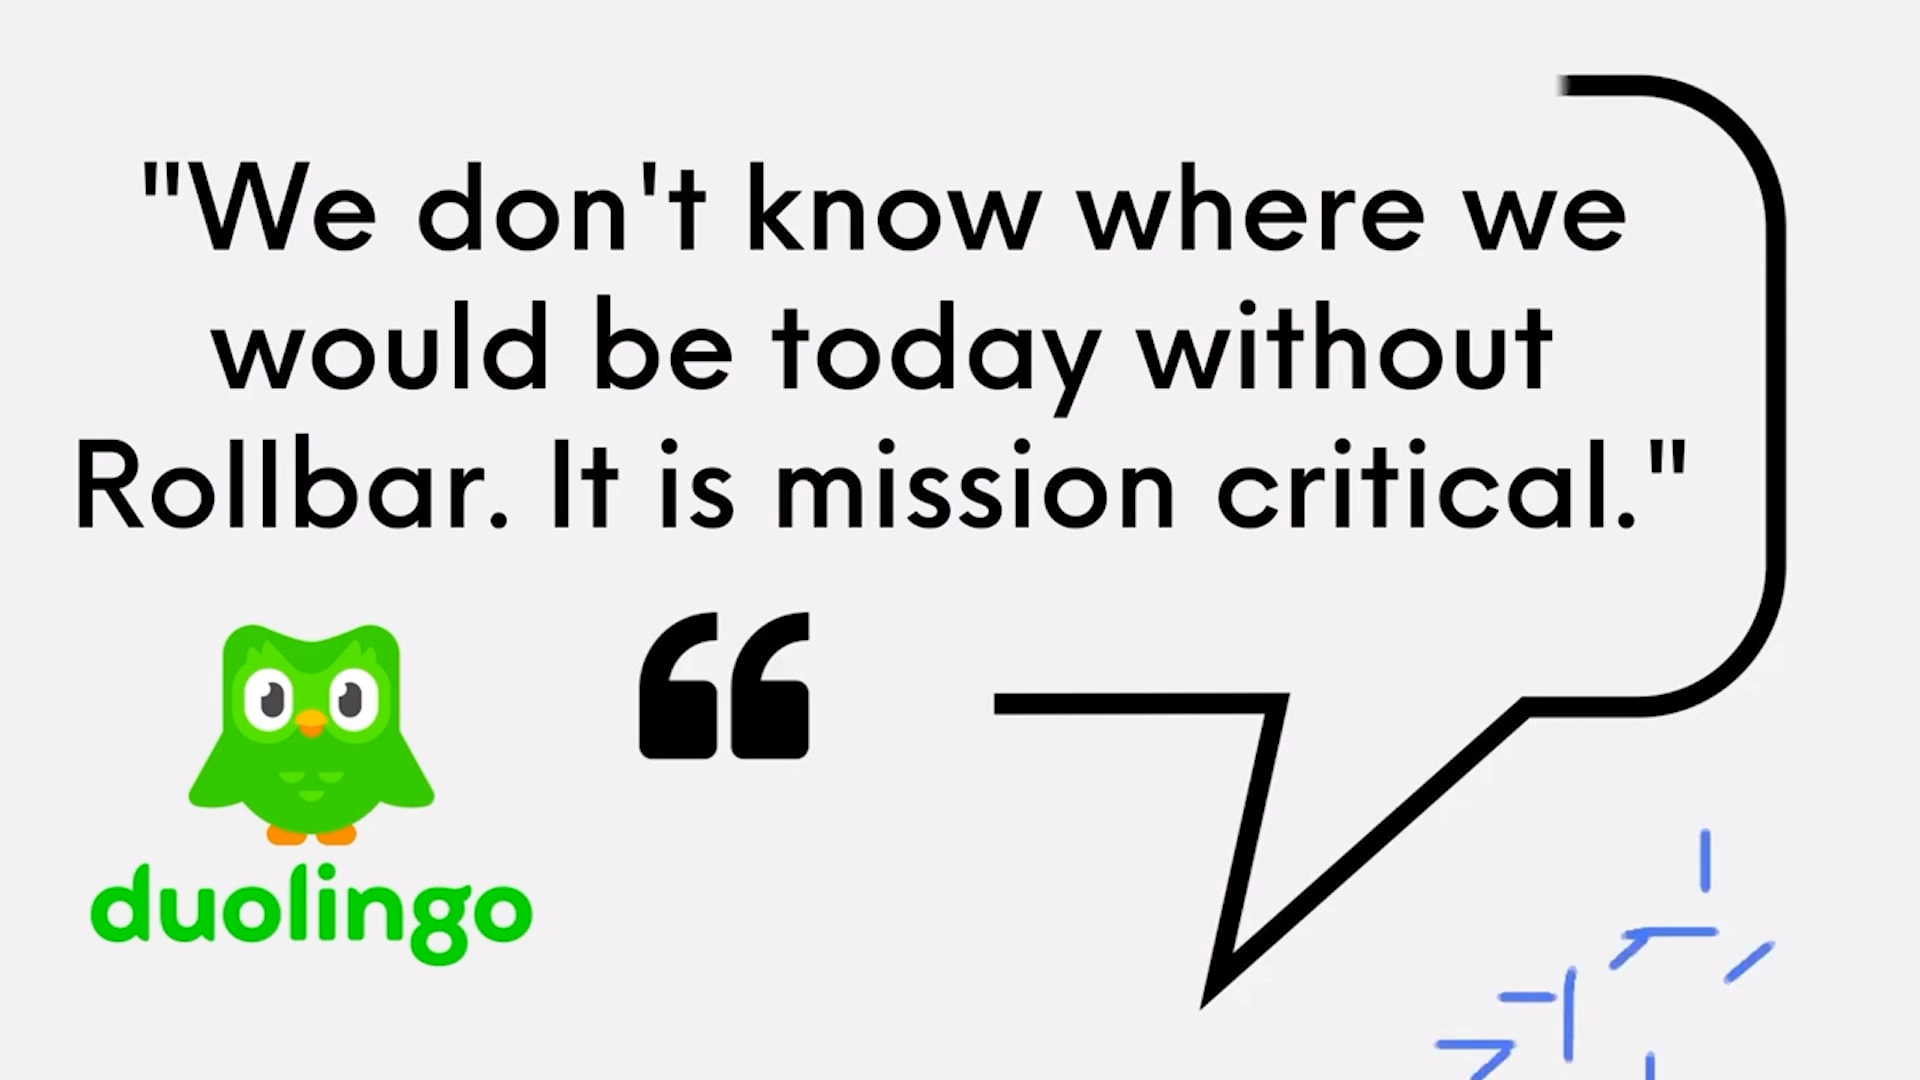 "We don't know where we
would be today without
Rollbar. It is mission critical."
“
duolingo